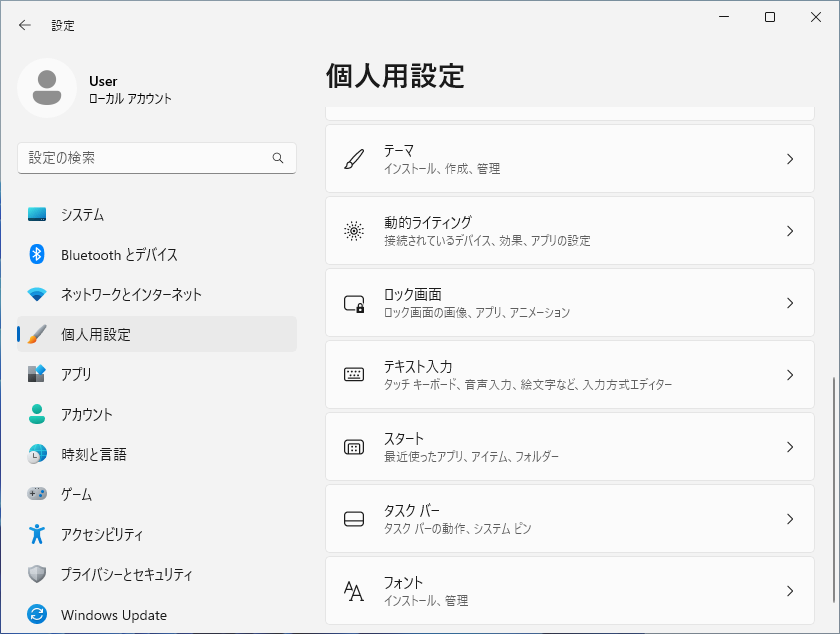 設定
User
ローカル アカウント
設定の検索
システム
Bluetooth とデバイス
ネットワークとインターネット
個人用設定
アプリ
アカウント
時刻と言語
ゲーム
アクセシビリティ
プライバシーとセキュリティ
Windows Update
個人用設定
テーマ
インストール、作成、管理
動的ライティング
接続されているデバイス、効果、アプリの設定
ロック画面
ロック画面の画像、アプリ、アニメーション
テキスト入力
タッチ キーボード、音声入力、絵文字など、入力方式エディター
スタート
最近使ったアプリ、アイテム、フォルダー
タスク バー
タスク バーの動作、システム ピン
フォント
インストール、管理